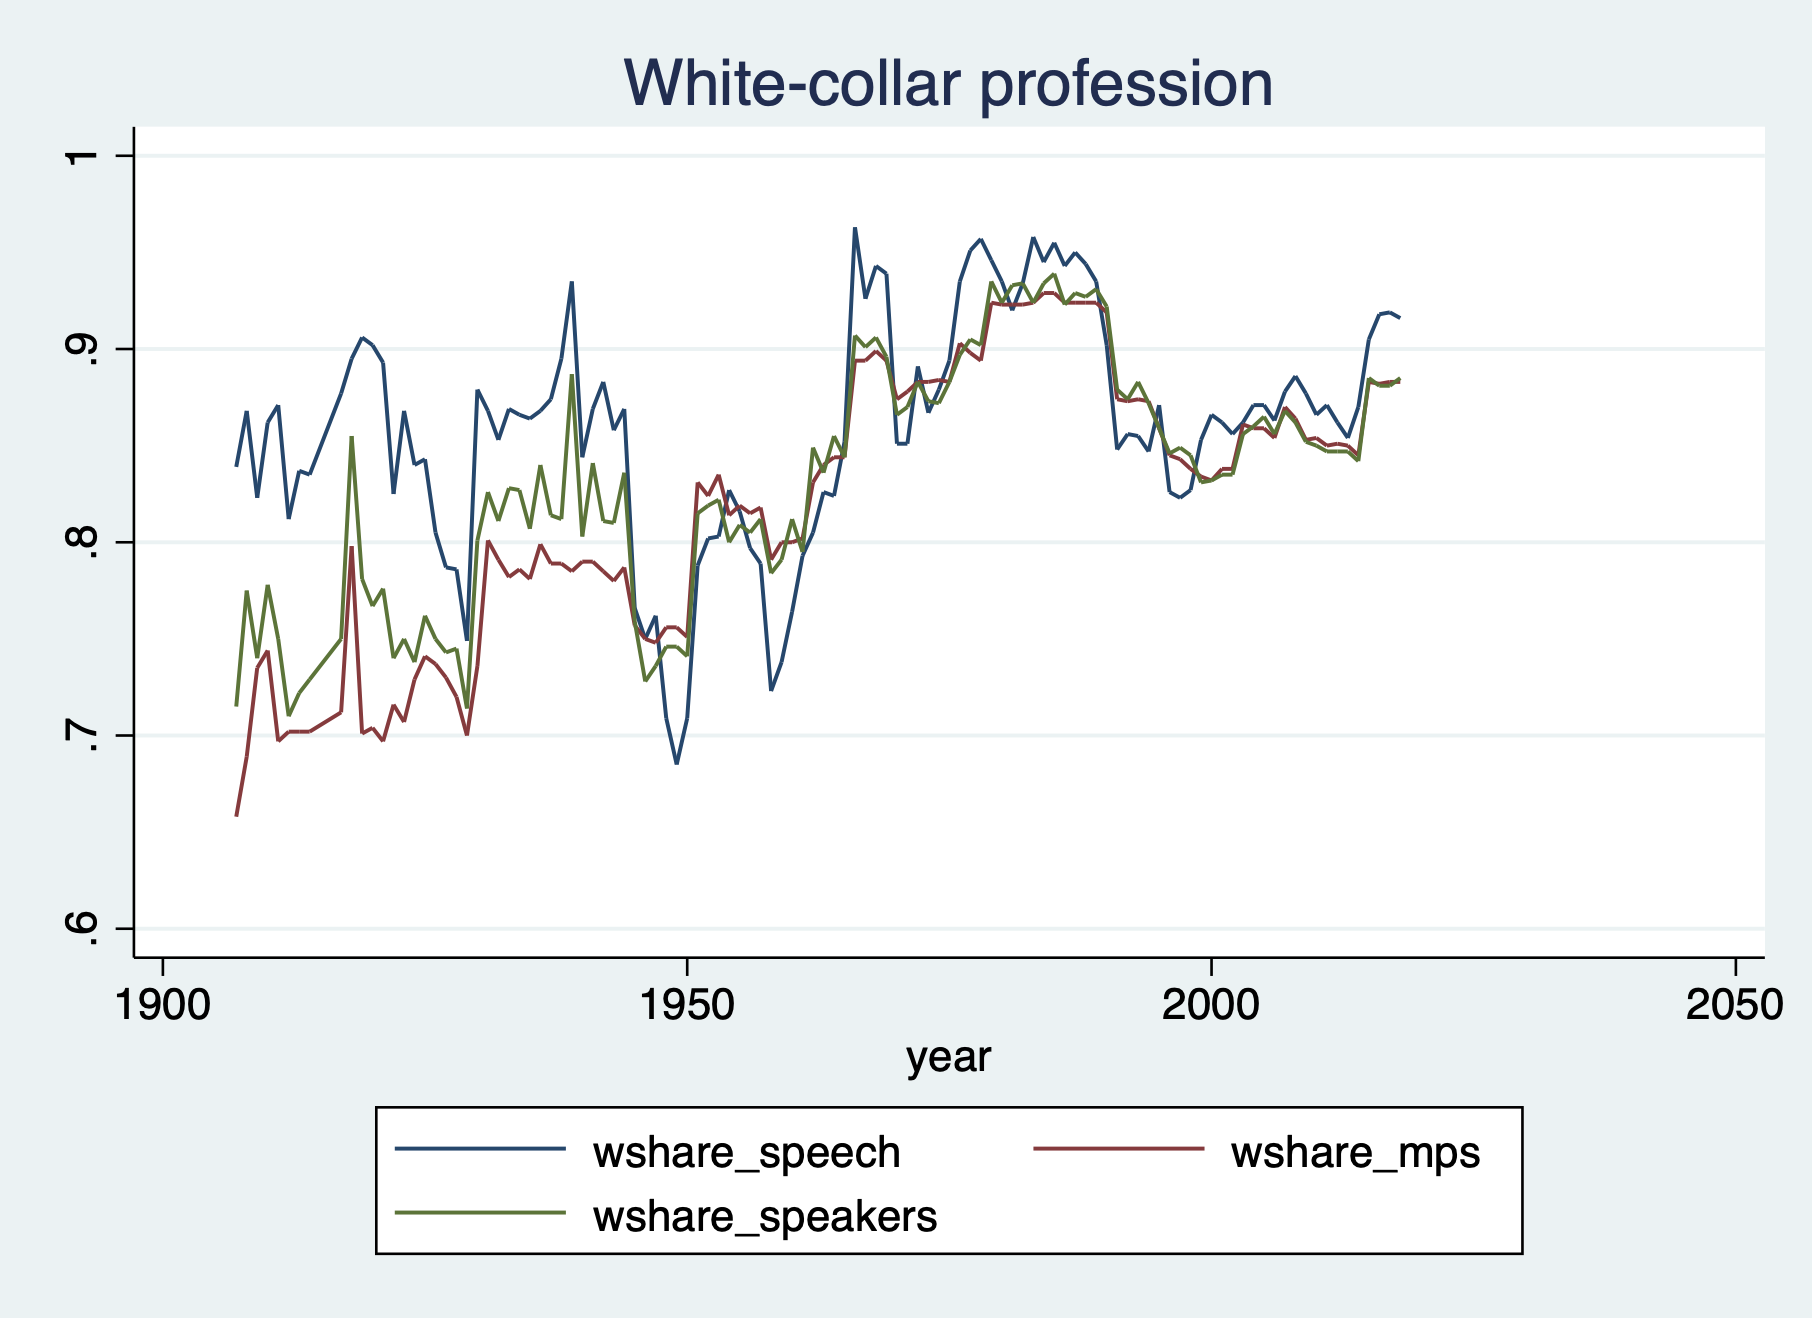 White-collar profession
1
.9
.8
.7
.6
1900 1950 2000 2050
year
wshare_speech wshare_mps
wshare_speakers